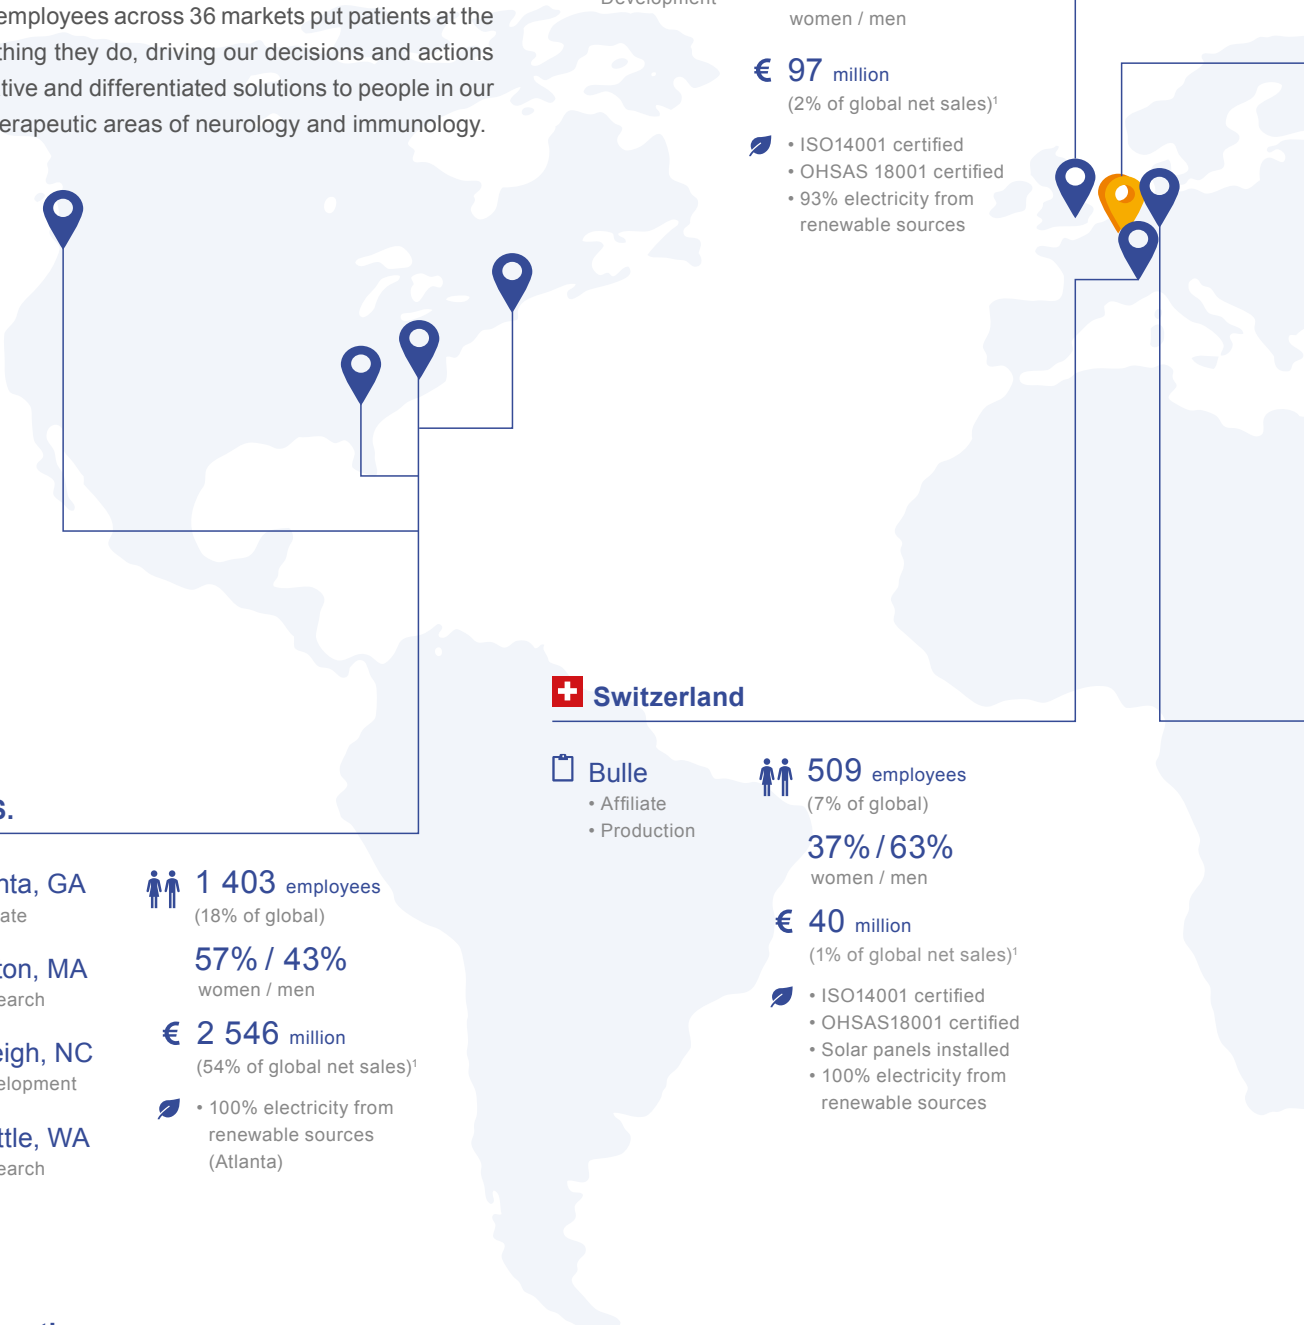 employees across 36 markets put patients at the
thing they do, driving our decisions and actions
tive and differentiated solutions to people in our
erapeutic areas of neurology and immunology.
women / men
€ 97 million
(2% of global net sales)¹
• ISO14001 certified
• OHSAS 18001 certified
• 93% electricity from
renewable sources
Switzerland
Bulle
• Affiliate
• Production
509 employees
(7% of global)
37% / 63%
women / men
€ 40 million
(1% of global net sales)¹
• ISO14001 certified
• OHSAS18001 certified
• Solar panels installed
• 100% electricity from
renewable sources
S.
nta, GA
ate
ton, MA
earch
eigh, NC
elopment
ttle, WA
earch
1 403 employees
(18% of global)
57% / 43%
women / men
€ 2 546 million
(54% of global net sales)¹
• 100% electricity from
renewable sources
(Atlanta)